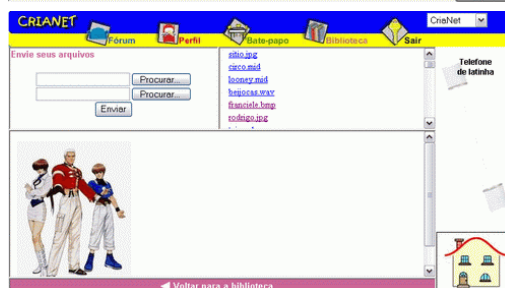 CRIANET
CriaNet
Fórum
Perfil
Bate-papo
Biblioteca
Sair
Envie seus arquivos
Procurar...
Procurar...
Enviar
sitio.jpg
circo.mid
looney.mid
beijocas.wav
franciele.bmp
rodrigo.jpg
Telefone
de latinha
Voltar para a biblioteca